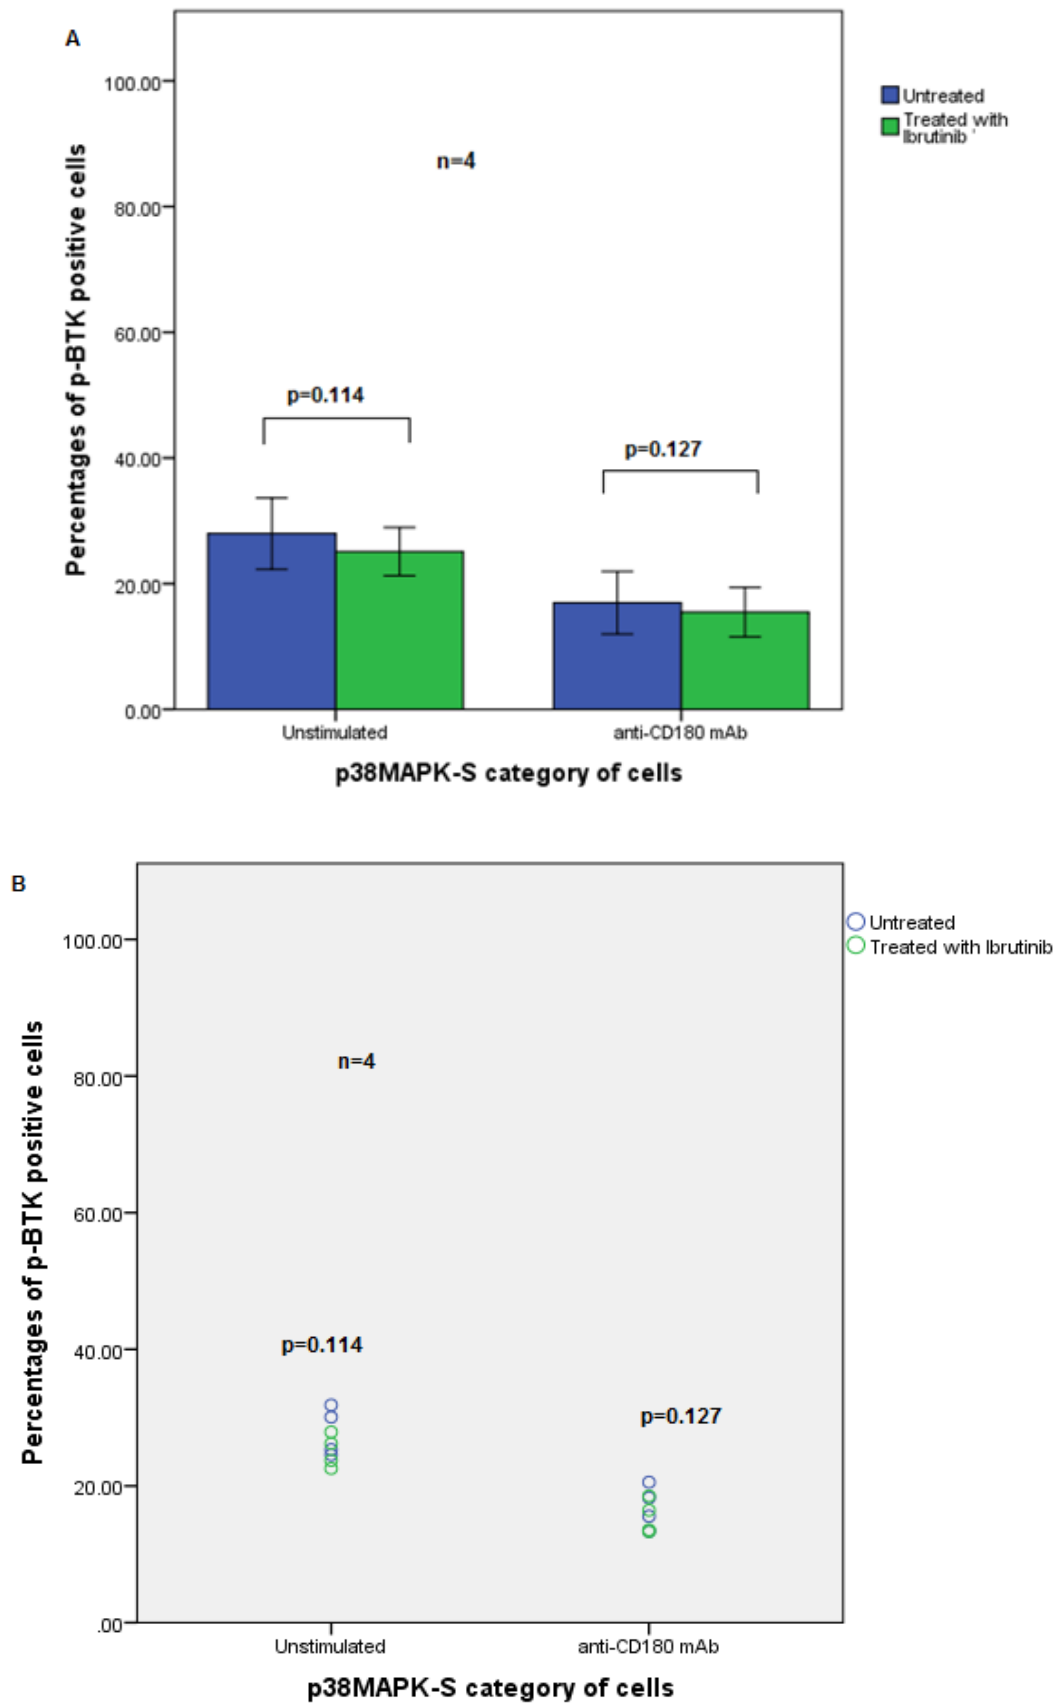 A
100.00
80.00
60.00
40.00
20.00
0.00
Percentages of p-BTK positive cells
n=4
p=0.114
p=0.127
Unstimulated
anti-CD180 mAb
p38MAPK-S category of cells
Untreated
Treated with
Ibrutinib
B
100.00
80.00
60.00
40.00
20.00
.00
Percentages of p-BTK positive cells
n=4
p=0.114
p=0.127
Unstimulated
anti-CD180 mAb
p38MAPK-S category of cells
Untreated
Treated with Ibrutinib